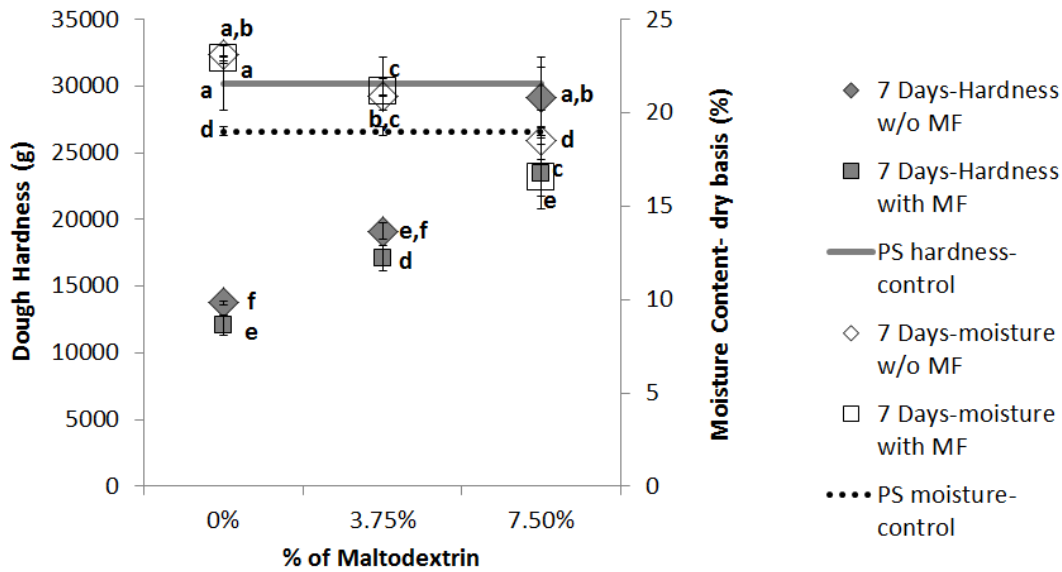 35000
30000
25000
20000
15000
10000
5000
0
Dough Hardness (g)
a,b
a
a
d
f
e
c
b,c
e,f
d
a,b
d
c
e
25
20
15
10
5
0
Moisture Content- dry basis (%)
0%
3.75%
7.50%
% of Maltodextrin
7 Days-Hardness
w/o MF
7 Days-Hardness
with MF
PS hardness-
control
7 Days-moisture
w/o MF
7 Days-moisture
with MF
PS moisture-
control